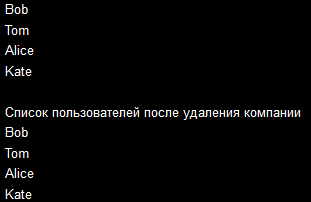 Bob
Tom
Alice
Kate

Список пользователей после удаления компании
Bob
Tom
Alice
Kate